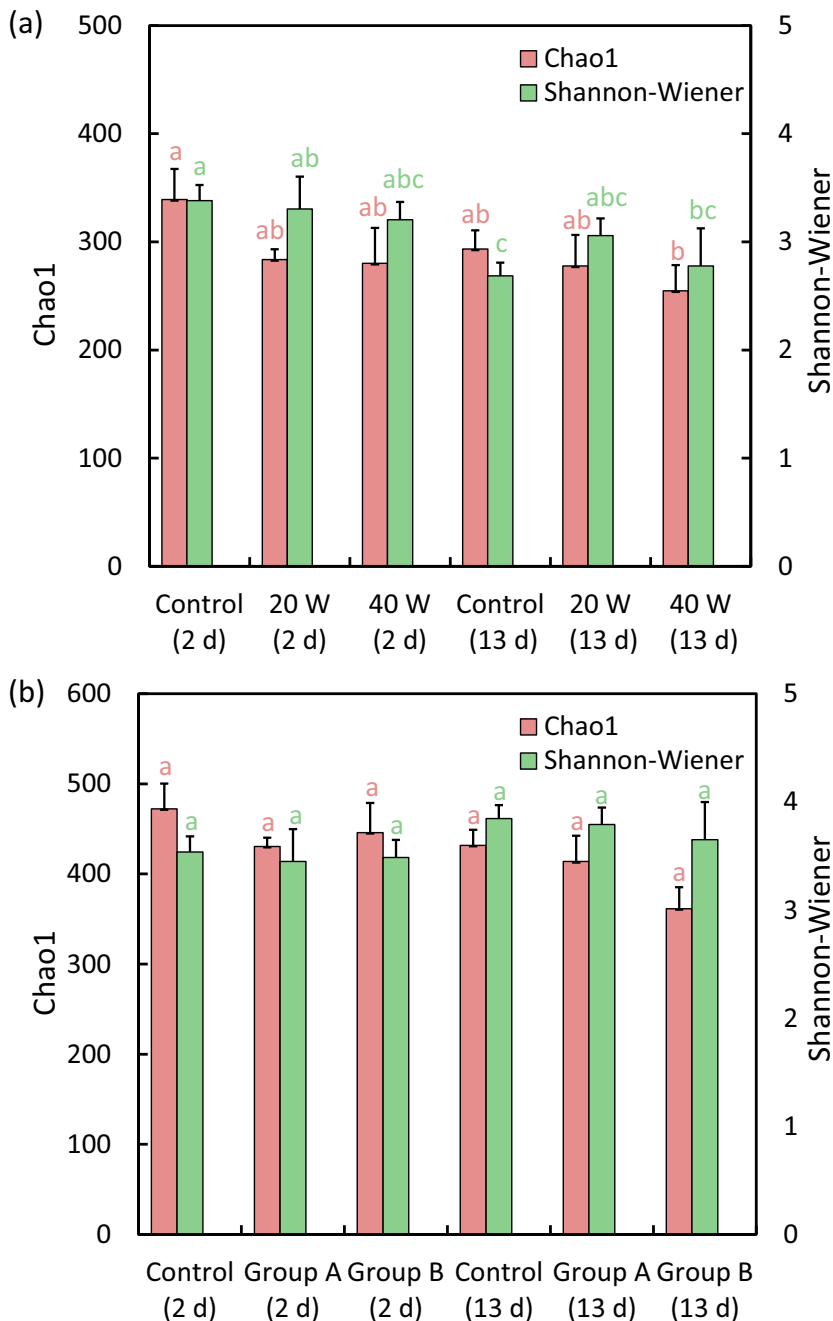 (a)
500
400
300
200
100
0
Chao1
5
4
3
2
1
0
Shannon-Wiener
Chao1
Shannon-Wiener
a a ab ab ab abc ab c ab abc b bc
Control 20 W 40 W Control 20 W 40 W
(2 d) (2 d) (2 d) (13 d) (13 d) (13 d)
(b)
600
500
400
300
200
100
0
Chao1
5
4
3
2
1
0
Shannon-Wiener
Chao1
Shannon-Wiener
a a a a a a a a a a a a
Control Group A Group B Control Group A Group B
(2 d) (2 d) (2 d) (13 d) (13 d) (13 d)